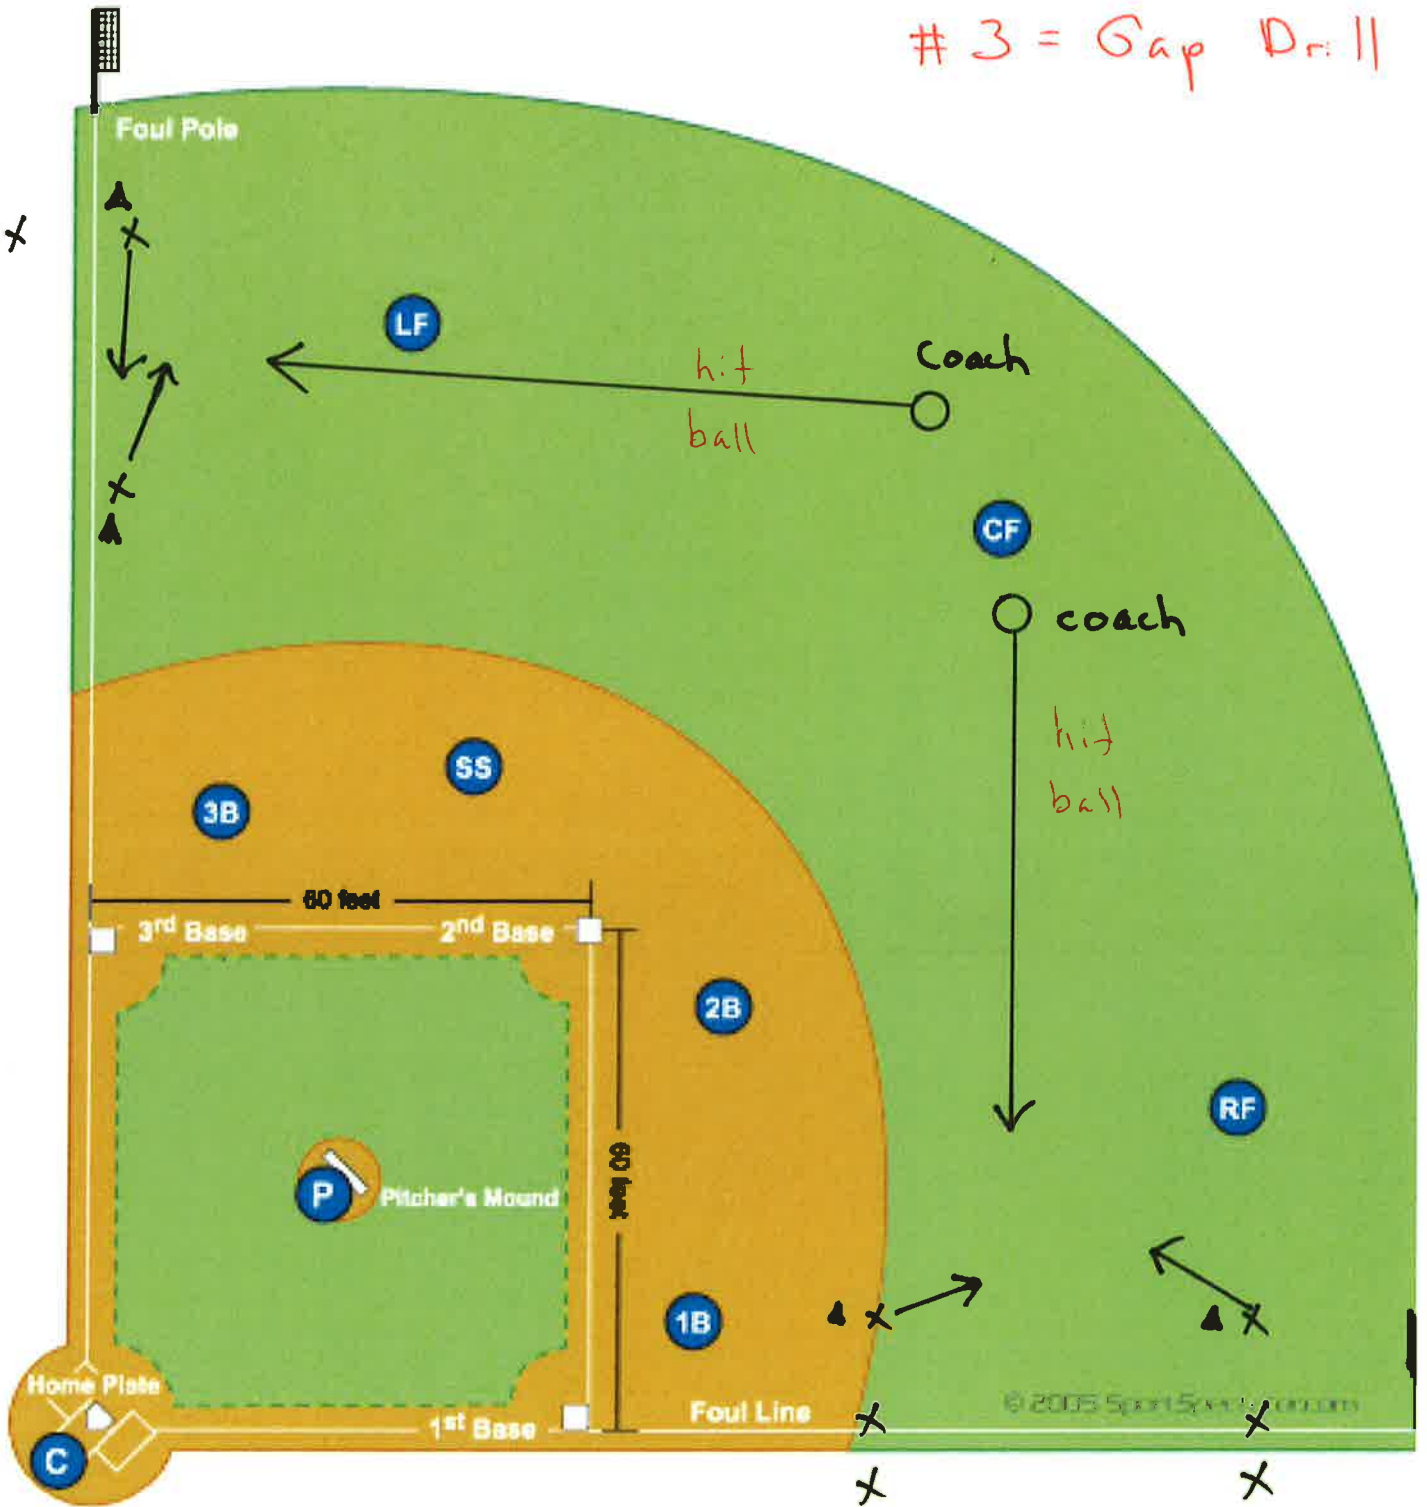 # 3 = Gap Drill
Foul Pole
X
X
LF
hit
ball
coach
X
CF
coach
hit
ball
SS
3B
60 feet
3rd Base
2nd Base
2B
60 feet
RF
P
Pitcher's Mound
1B
X
X
Home Plate
1st Base
Foul Line
© 2005
X
X
C
X
X